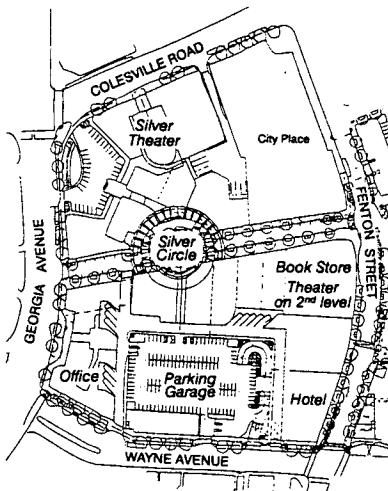 COLESVILLE ROAD
Silver
Theater
City Place
FENTON STREET
Silver
Circle
GEORGIA AVENUE
Book Store
Theater
on 2nd level
Office
Parking
Garage
Hotel
WAYNE AVENUE